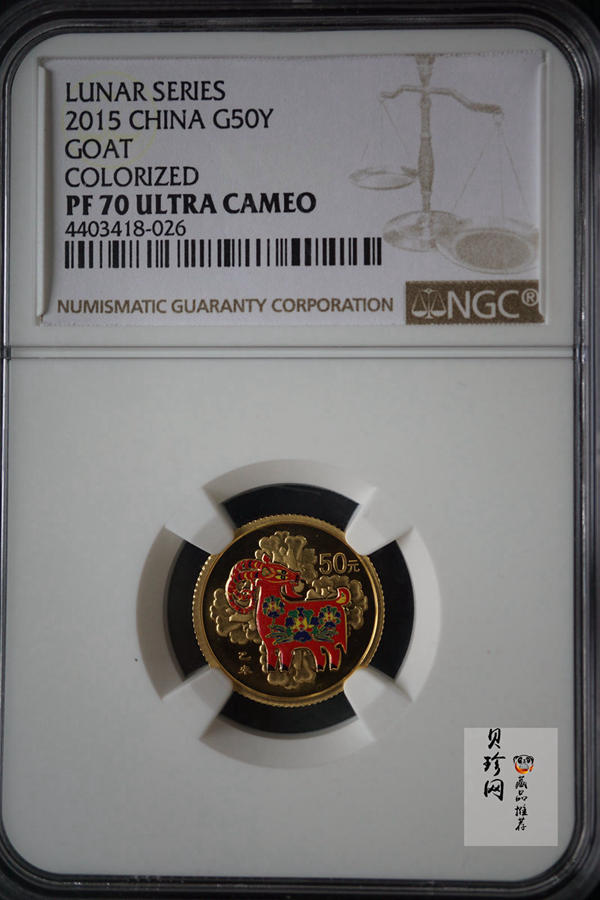 LUNAR SERIES
2015 CHINA G50Y
GOAT
COLORIZED
PF 70 ULTRA CAMEO
4403418-026
NUMISMATIC GUARANTY CORPORATION
NGC®
50元
乙未
贝珍网
藏品推荐